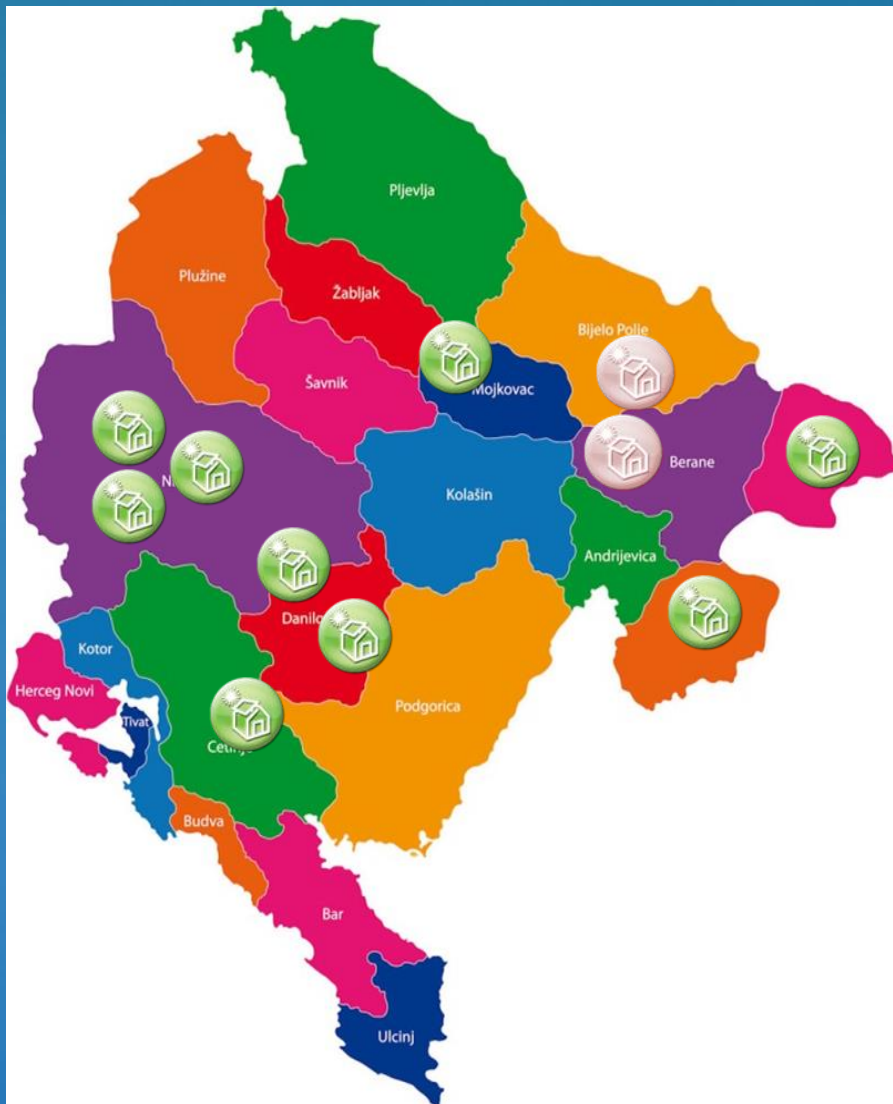 Pljevlja
Plužine
Žabljak
Bijelo Polje
Šavnik
Mojkovac
Berane
Kolašin
Andrijevica
Kotor
Herceg Novi
Podgorica
Tivat
Budva
Bar
Ulcinj